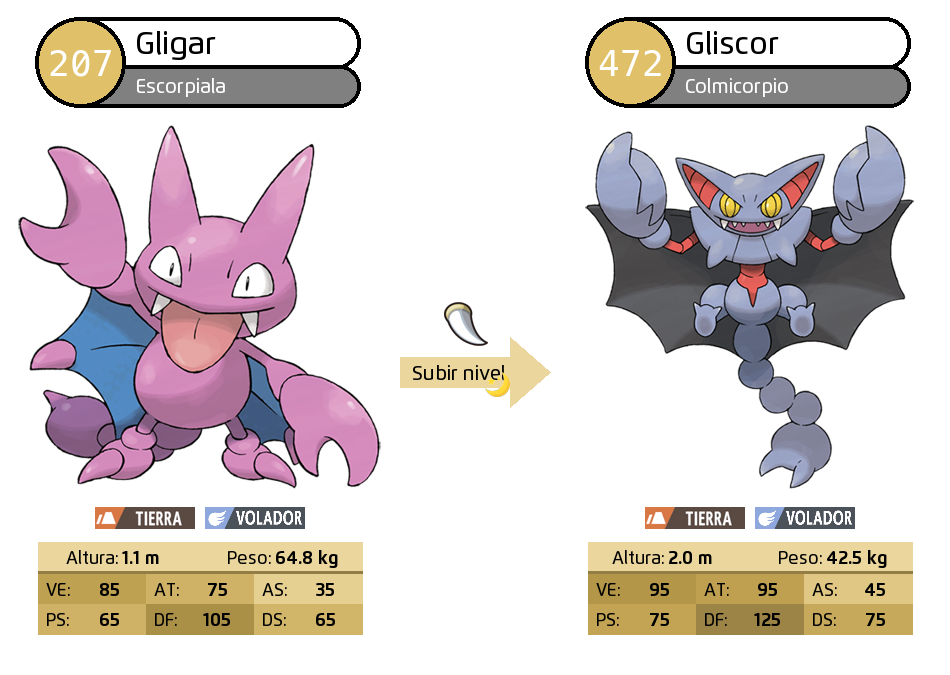 207
Gligar
Escorpiala
472
Gliscor
Colmicorpio
Subir nivel
TIERRA VOLADOR
TIERRA VOLADOR
Altura: 1.1 m Peso: 64.8 kg
VE: 85 AT: 75 AS: 35
PS: 65 DF: 105 DS: 65
Altura: 2.0 m Peso: 42.5 kg
VE: 95 AT: 95 AS: 45
PS: 75 DF: 125 DS: 75